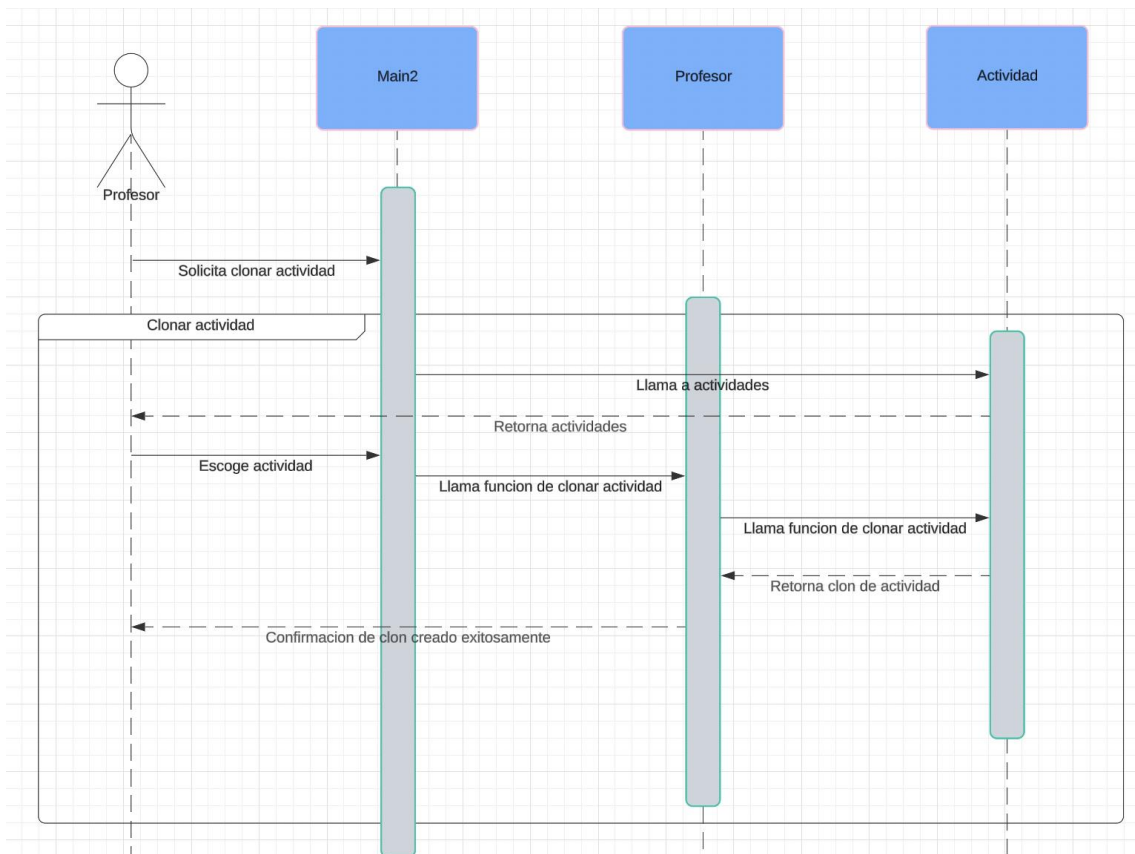 Main2
Profesor
Actividad
Profesor
Solicita clonar actividad
Clonar actividad
Llama a actividades
Retorna actividades
Escoge actividad
Llama funcion de clonar actividad
Llama funcion de clonar actividad
Retorna clon de actividad
Confirmacion de clon creado exitosamente